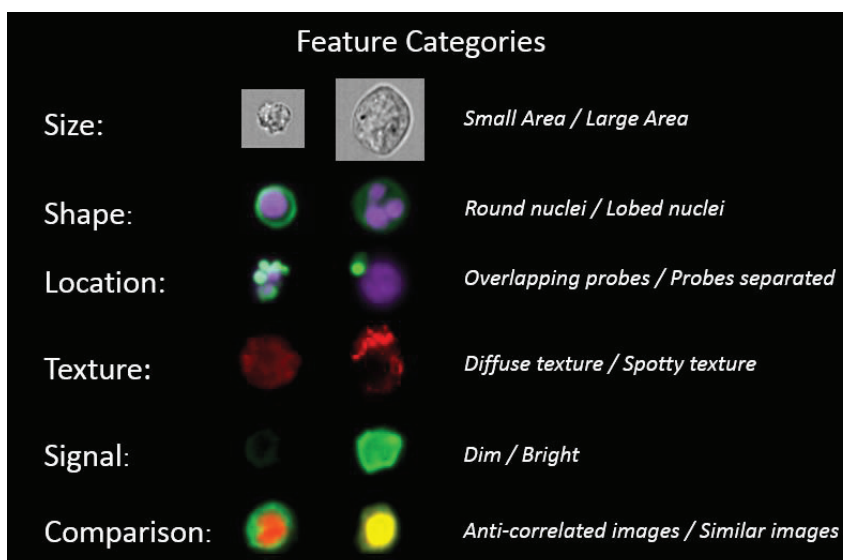 Feature Categories
Size: Small Area / Large Area
Shape: Round nuclei / Lobed nuclei
Location: Overlapping probes / Probes separated
Texture: Diffuse texture / Spotty texture
Signal: Dim / Bright
Comparison: Anti-correlated images / Similar images